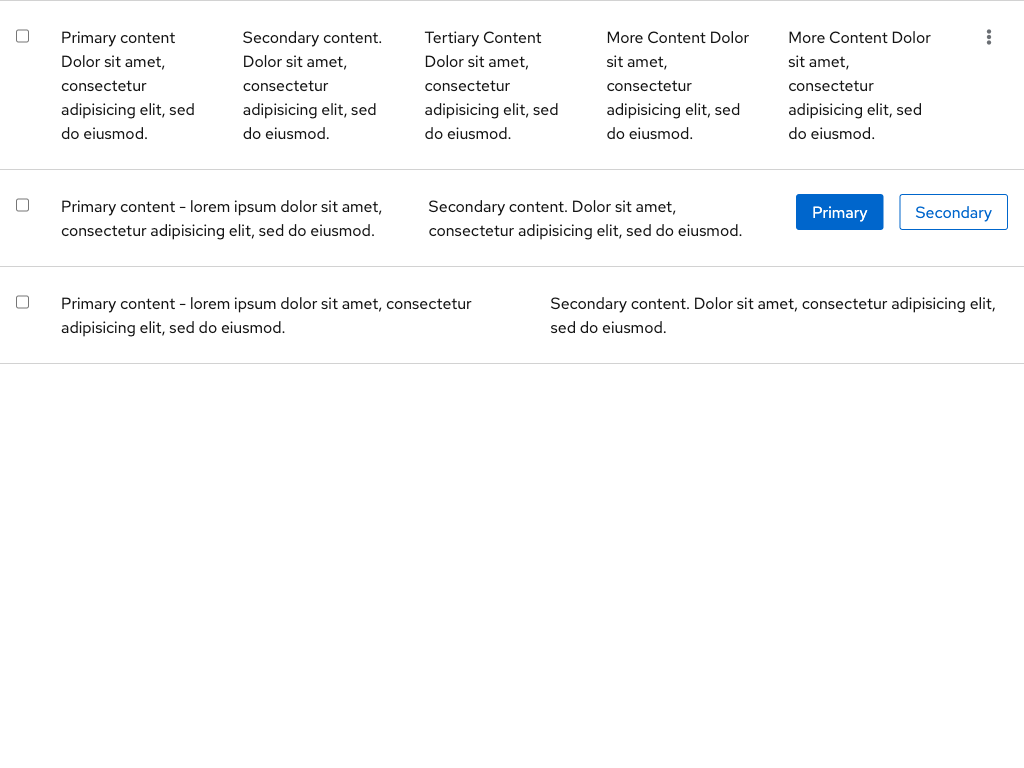 Primary content
Dolor sit amet,
consectetur
adipisicing elit, sed
do eiusmod.
Secondary content.
Dolor sit amet,
consectetur
adipisicing elit, sed
do eiusmod.
Tertiary Content
Dolor sit amet,
consectetur
adipisicing elit, sed
do eiusmod.
More Content Dolor
sit amet,
consectetur
adipisicing elit, sed
do eiusmod.
More Content Dolor
sit amet,
consectetur
adipisicing elit, sed
do eiusmod.
Primary content - lorem ipsum dolor sit amet,
consectetur adipisicing elit, sed do eiusmod.
Secondary content. Dolor sit amet,
consectetur adipisicing elit, sed do eiusmod.
Primary
Secondary
Primary content - lorem ipsum dolor sit amet, consectetur
adipisicing elit, sed do eiusmod.
Secondary content. Dolor sit amet, consectetur adipisicing elit,
sed do eiusmod.